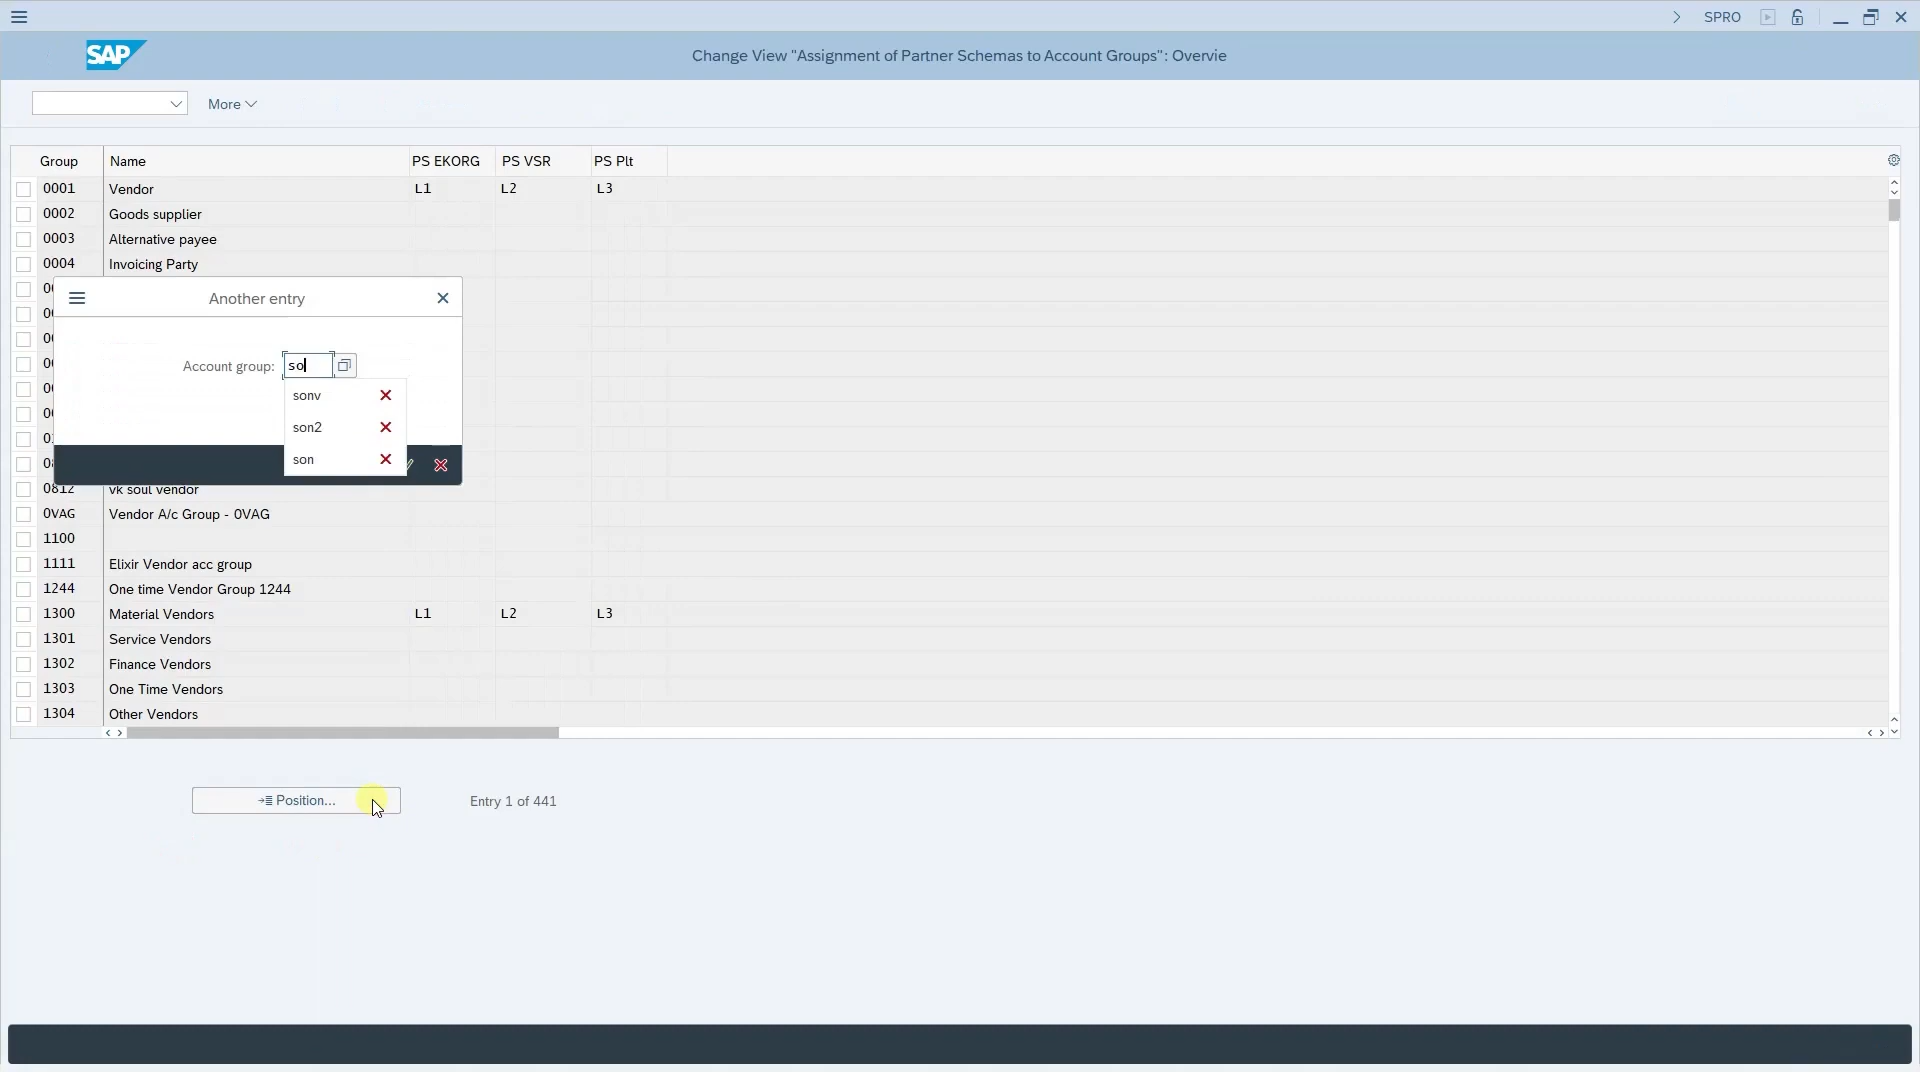 SPRO
SAP
Change View "Assignment of Partner Schemas to Account Groups": Overvie
More
Group Name PS EKORG PS VSR PS Plt
0001 Vendor L1 L2 L3
0002 Goods supplier
0003 Alternative payee
0004 Invoicing Party
Another entry
Account group: so
sonv
son2
son
0812 vk soul vendor
0VAG Vendor A/c Group - 0VAG
1100
1111 Elixir Vendor acc group
1244 One time Vendor Group 1244
1300 Material Vendors L1 L2 L3
1301 Service Vendors
1302 Finance Vendors
1303 One Time Vendors
1304 Other Vendors
Position... Entry 1 of 441